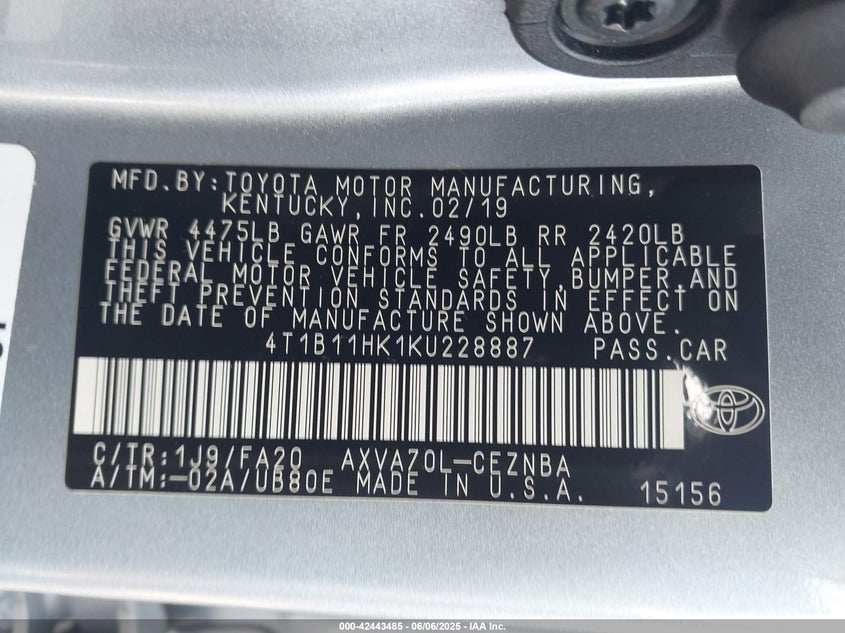 MFD.BY:TOYOTA MOTOR MANUFACTURING,
KENTUCKY,INC.02/19
GVWR 4475LB GAWR FR 2490LB RR 2420LB
THIS VEHICLE CONFORMS TO ALL APPLICABLE
FEDERAL MOTOR VEHICLE SAFETY,BUMPER,AND
THEFT PREVENTION STANDARDS IN EFFECT ON
THE DATE OF MANUFACTURE SHOWN ABOVE.
4T1B11HK1KU228887 PASS.CAR
C/TR:1J9/FA20 AXVA70L-CEZNBA
A/TM:-02A/UB80E MADE IN U.S.A. 15156
000-42443485 - 06/06/2025 - IAA Inc.